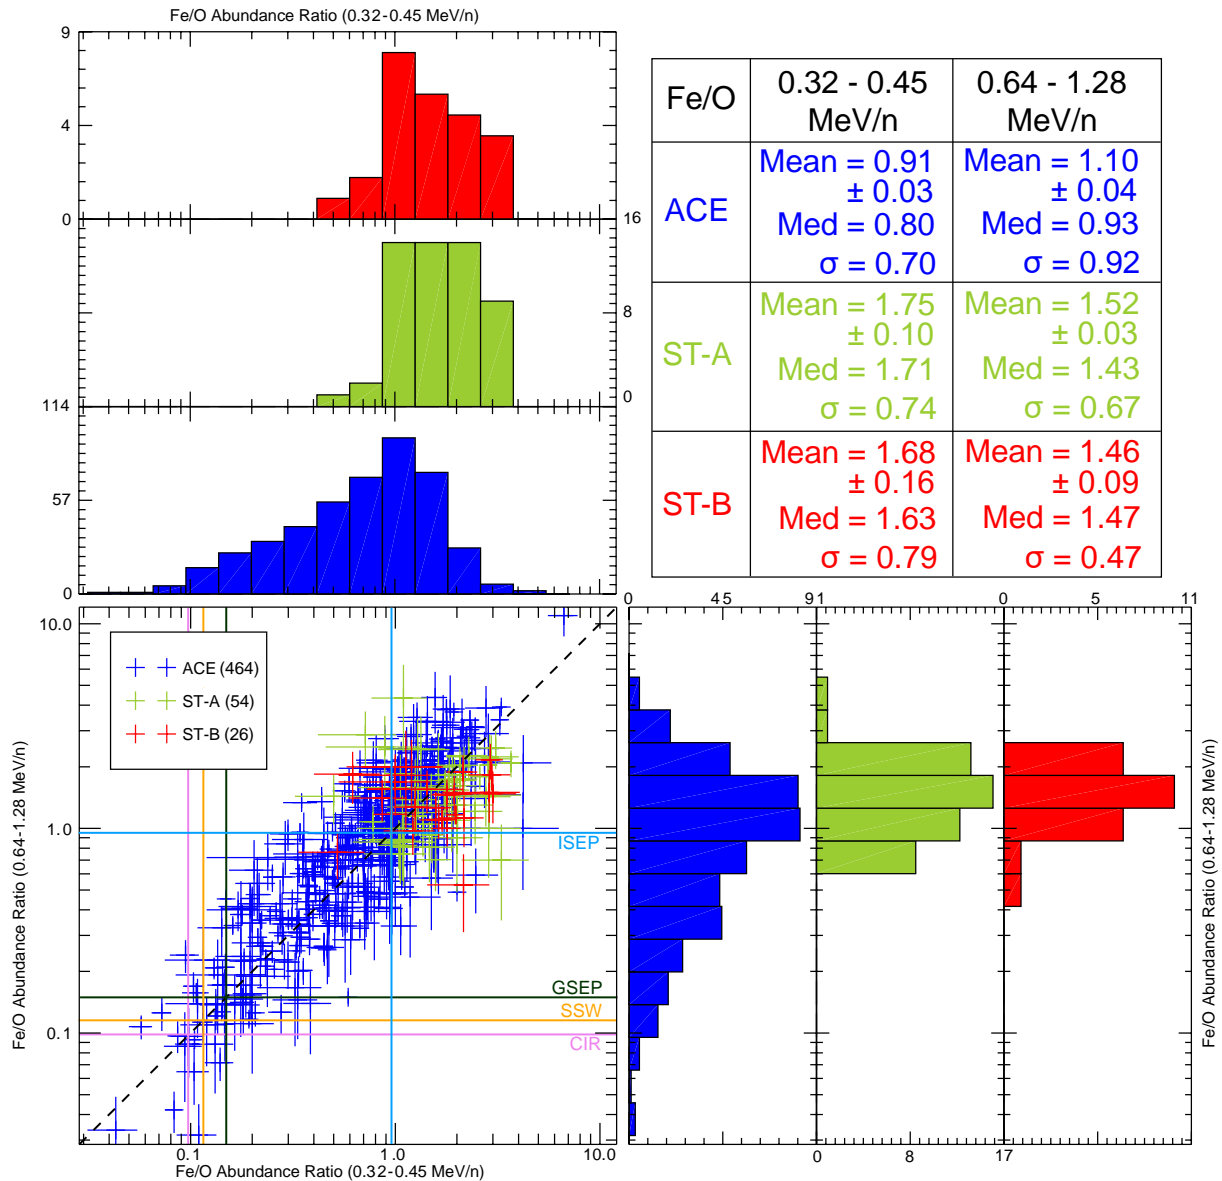 Fe/O Abundance Ratio (0.32-0.45 MeV/n)
9
4
0
16
8
0
114
57
0
Fe/O
0.32 - 0.45
MeV/n
0.64 - 1.28
MeV/n
ACE
Mean = 0.91
± 0.03
Med = 0.80
σ = 0.70
Mean = 1.10
± 0.04
Med = 0.93
σ = 0.92
ST-A
Mean = 1.75
± 0.10
Med = 1.71
σ = 0.74
Mean = 1.52
± 0.03
Med = 1.43
σ = 0.67
ST-B
Mean = 1.68
± 0.16
Med = 1.63
σ = 0.79
Mean = 1.46
± 0.09
Med = 1.47
σ = 0.47
0 45 91
0 5 11
10.0
1.0
0.1
Fe/O Abundance Ratio (0.64-1.28 MeV/n)
ACE (464)
ST-A (54)
ST-B (26)
ISEP
GSEP
SSW
CIR
0.1 1.0 10.0
Fe/O Abundance Ratio (0.32-0.45 MeV/n)
0 8 17
Fe/O Abundance Ratio (0.64-1.28 MeV/n)